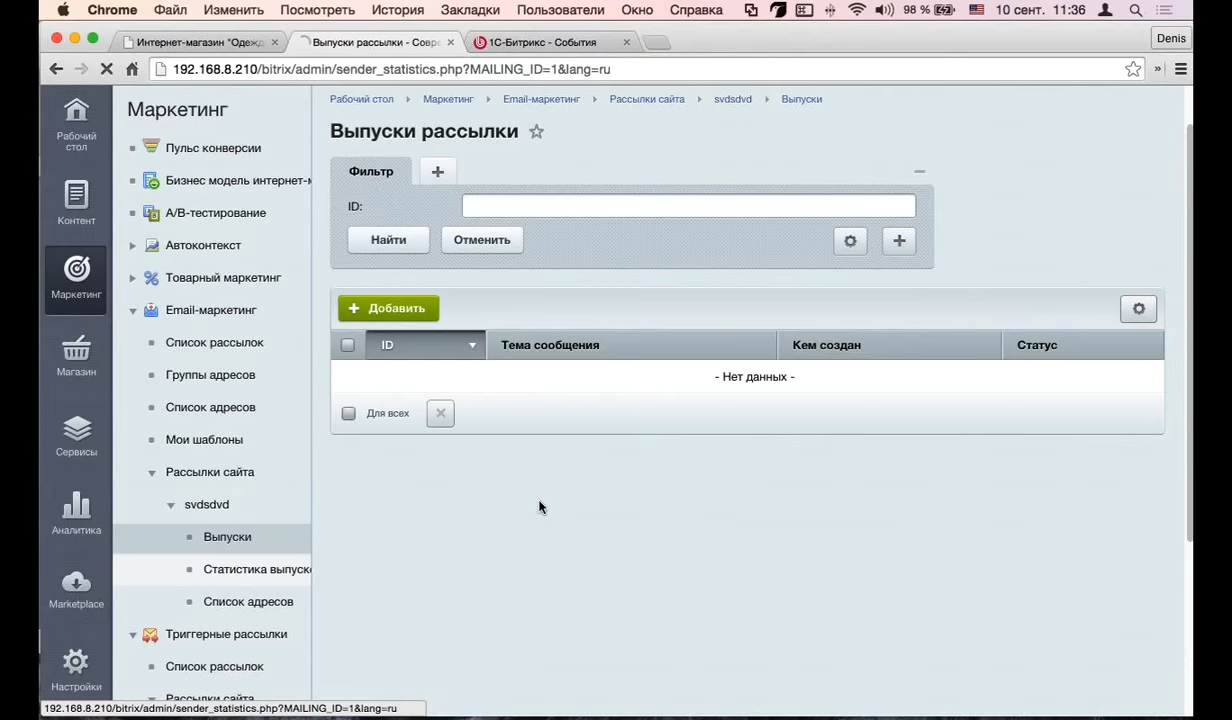 Chrome Файл Изменить Посмотреть История Закладки Пользователи Окно Справка 98 % 10 сент. 11:36
Интернет-магазин "Одежд
Выпуски рассылки - Совре
1С-Битрикс - События
Denis
192.168.8.210/bitrix/admin/sender_statistics.php?MAILING_ID=1&lang=ru
Рабочий стол
Контент
Маркетинг
Магазин
Сервисы
Аналитика
Marketplace
Настройки
Маркетинг
Пульс конверсии
Бизнес модель интернет-м
А/В-тестирование
Автоконтекст
Товарный маркетинг
Email-маркетинг
Список рассылок
Группы адресов
Список адресов
Мои шаблоны
Рассылки сайта
svdsdvd
Выпуски
Статистика выпуско
Список адресов
Триггерные рассылки
Список рассылок
Рассылки сайта
Рабочий стол Маркетинг Email-маркетинг Рассылки сайта svdsdvd Выпуски
Выпуски рассылки
Фильтр
ID:
Найти Отменить
Добавить
ID Тема сообщения Кем создан Статус
- Нет данных -
Для всех
192.168.8.210/bitrix/admin/sender_statistics.php?MAILING_ID=1&lang=ru